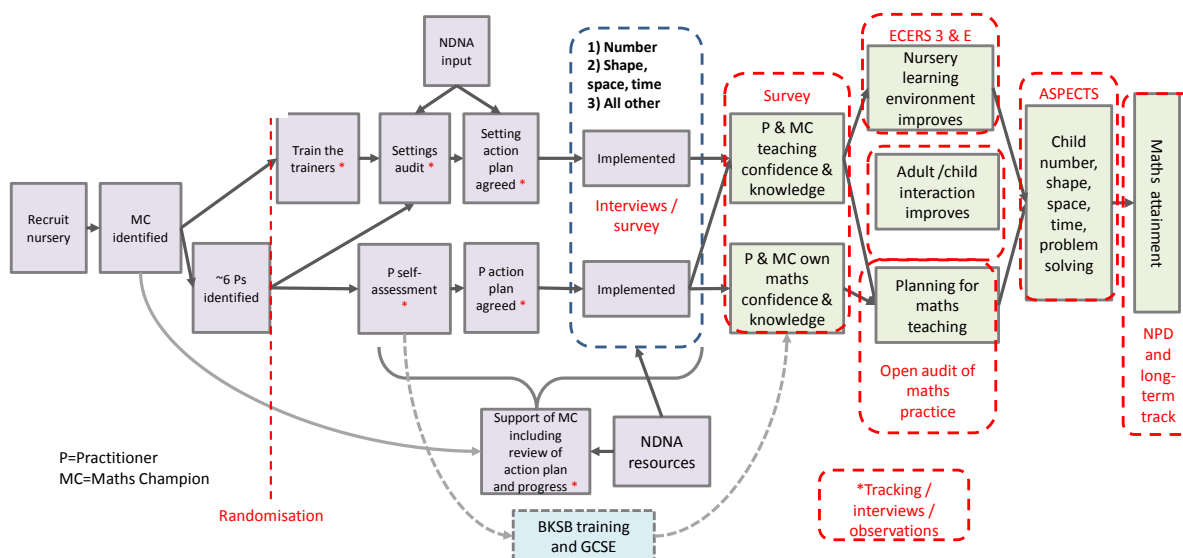 NDNA
input
1) Number
2) Shape,
space, time
3) All other
ECERS 3 & E
Nursery
learning
environment
improves
Survey
ASPECTS
Train the
trainers *
Settings
audit *
Setting
action plan
agreed *
Implemented
P & MC
teaching
confidence &
knowledge
Adult /child
interaction
improves
Child
number,
shape,
space,
time,
problem
solving
Maths attainment
Recruit
nursery
MC
identified
Interviews /
survey
~6 Ps
identified
P self-
assessment
*
P action
plan
agreed *
Implemented
P & MC own
maths
confidence &
knowledge
Planning for
maths
teaching
NPD
and
long-
term
track
Open audit of
maths
practice
Support of MC
including
review of
action plan
and progress *
NDNA
resources
P=Practitioner
MC=Maths Champion
Randomisation
*Tracking /
interviews /
observations
BKSB training
and GCSE